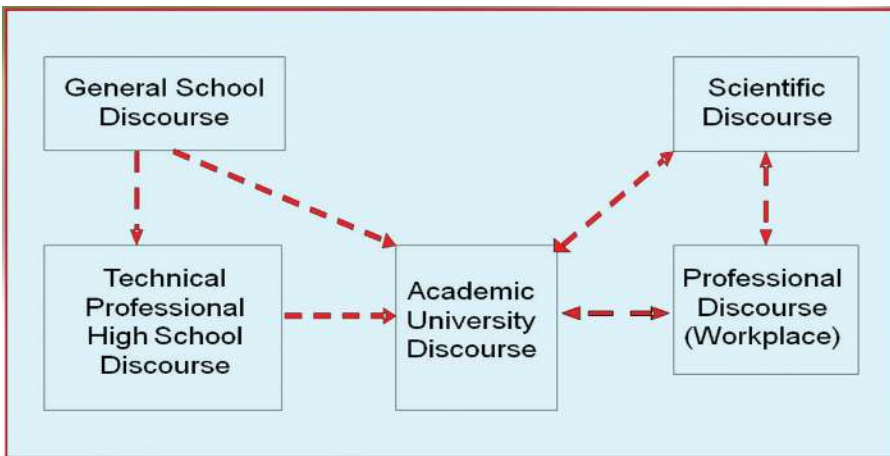 General School
Discourse
Scientific
Discourse
Technical
Professional
High School
Discourse
Academic
University
Discourse
Professional
Discourse
(Workplace)